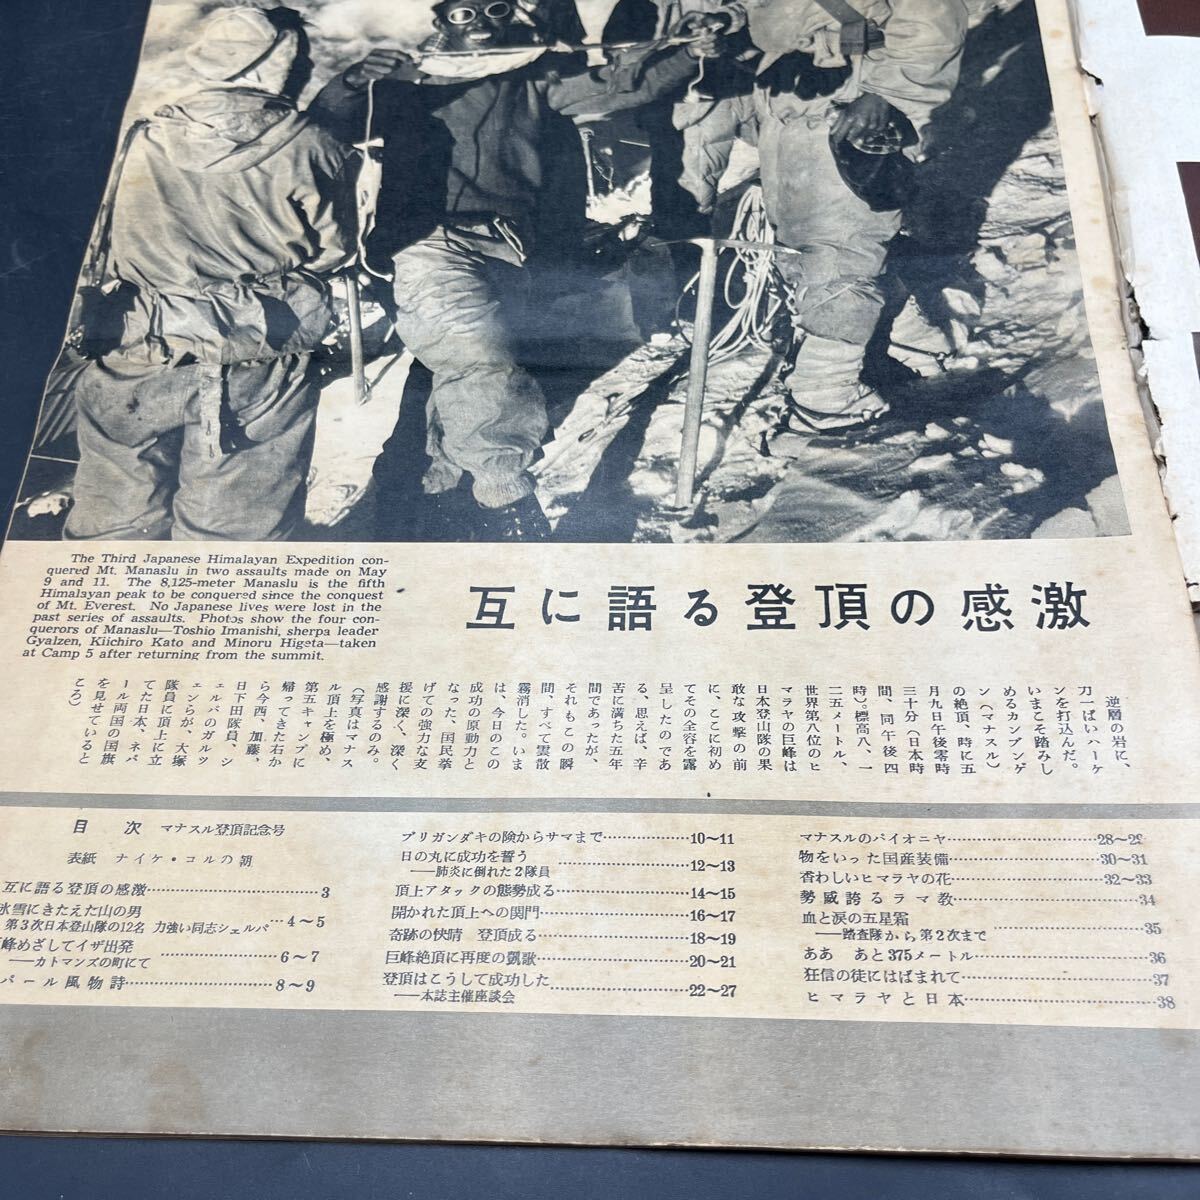 The Third Japanese Himalayan Expedition con-
quered Mt. Manaslu in two assaults made on May
9 and 11. The 8,125-meter Manaslu is the fifth
Himalayan peak to be conquered since the conquest
of Mt. Everest. No Japanese lives were lost in the
past series of assaults. Photos show the four con-
querors of Manaslu—Toshio Imanishi, sherpa leader
Gyalzen, Kiichiro Kato and Minoru Higeta—taken
at Camp 5 after returning from the summit.
互に語る登頂の感激
逆層の岩に、
力一ぱいハーケ
ンを打込んだ。
いまこそ踏みし
めるカンプンゲ
ン(マナスル)
の絶頂、時に五
月九日午後零時
三十分(日本時
間、同午後四
時)。標高八、一
二五メートル、
世界第八位のヒ
マラヤの巨峰は
日本登山隊の果
敢な攻撃の前
に、ここに初め
てその全容を露
呈したのであ
る、思えば、辛
苦に満ちた五年
間であったが、
それもこの瞬
間、すべて雲散
霧消した。いま
は、今日のこの
成功の原動力と
なった、国民挙
げての強力な支
援に深く、深く
感謝するのみ。
(写真はマナス
ル頂上を極め、
第五キャンプに
帰ってきた右か
ら今西、加藤、
日下田隊員、シ
ェルパのガルツ
ェンらが、大塚
隊員に頂上に立
てた日本、ネパ
ール両国の国旗
を見せていると
ころ)
目次 マナスル登頂記念号
表紙 ナイケ・コルの朝
互に語る登頂の感激……3
氷雪にきたえた山の男
第3次日本登山隊の12名 力強い同志シェルパ…4~5
峰めざしてイザ出発
——カトマンズの町にて……6~7
パール風物詩……8~9
ブリガンダキの険からサマまで……10~11
日の丸に成功を誓う
——肺炎に倒れた2隊員……12~13
頂上アタックの態勢成る……14~15
開かれた頂上への関門……16~17
奇跡の快晴 登頂成る……18~19
巨峰絶頂に再度の凱歌……20~21
登頂はこうして成功した
——本誌主催座談会……22~27
マナスルのパイオニヤ……28~29
物をいった国産装備……30~31
香わしいヒマラヤの花……32~33
勢威誇るラマ教……34
血と涙の五星霜
——踏査隊から第2次まで……35
ああ あと375メートル……36
狂信の徒にはばまれて……37
ヒマラヤと日本……38